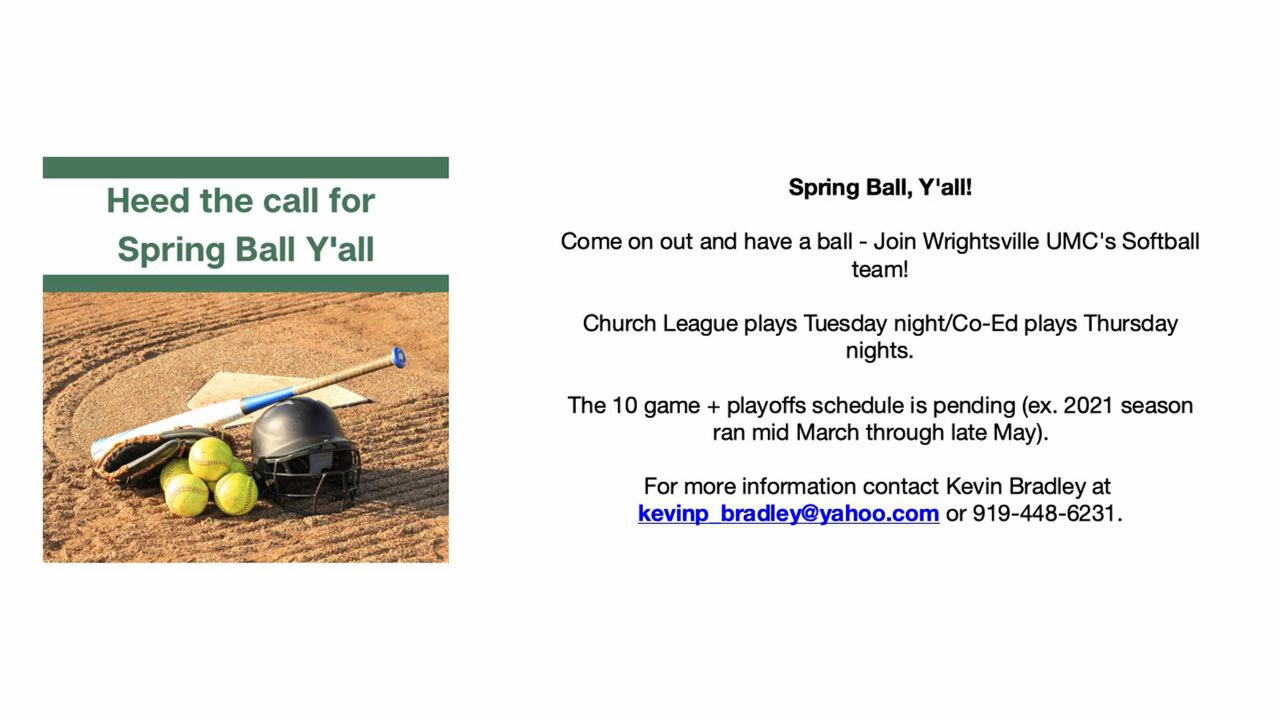 Heed the call for
Spring Ball Y'all
Spring Ball, Y'all!
Come on out and have a ball - Join Wrightsville UMC's Softball
team!
Church League plays Tuesday night/Co-Ed plays Thursday
nights.
The 10 game + playoffs schedule is pending (ex. 2021 season
ran mid March through late May).
For more information contact Kevin Bradley at
kevinp_bradley@yahoo.com or 919-448-6231.